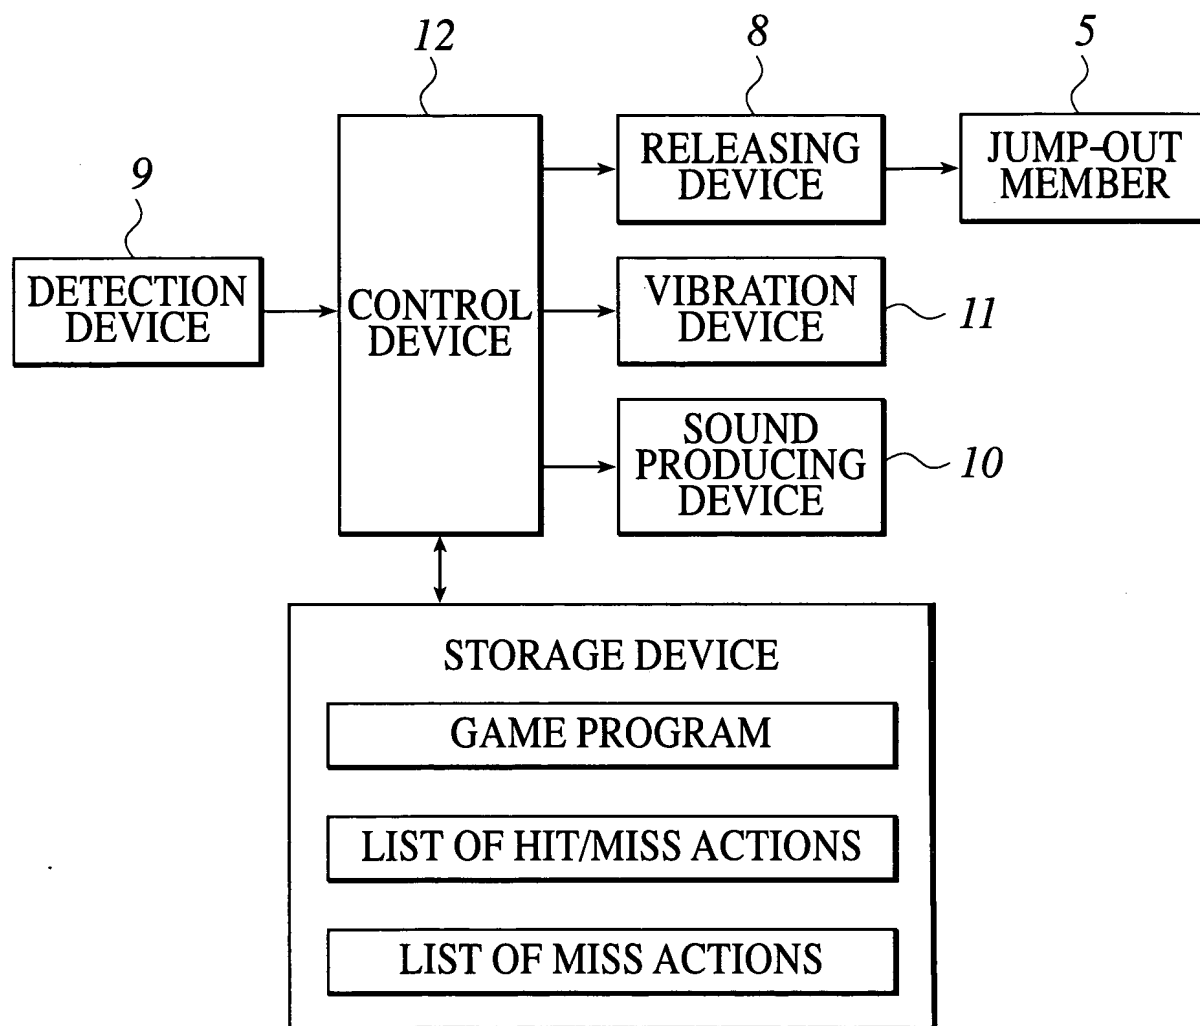 12
8
5
9
RELEASING
DEVICE
JUMP-OUT
MEMBER
DETECTION
DEVICE
CONTROL
DEVICE
VIBRATION
DEVICE
11
SOUND
PRODUCING
DEVICE
10
STORAGE DEVICE
GAME PROGRAM
LIST OF HIT/MISS ACTIONS
LIST OF MISS ACTIONS